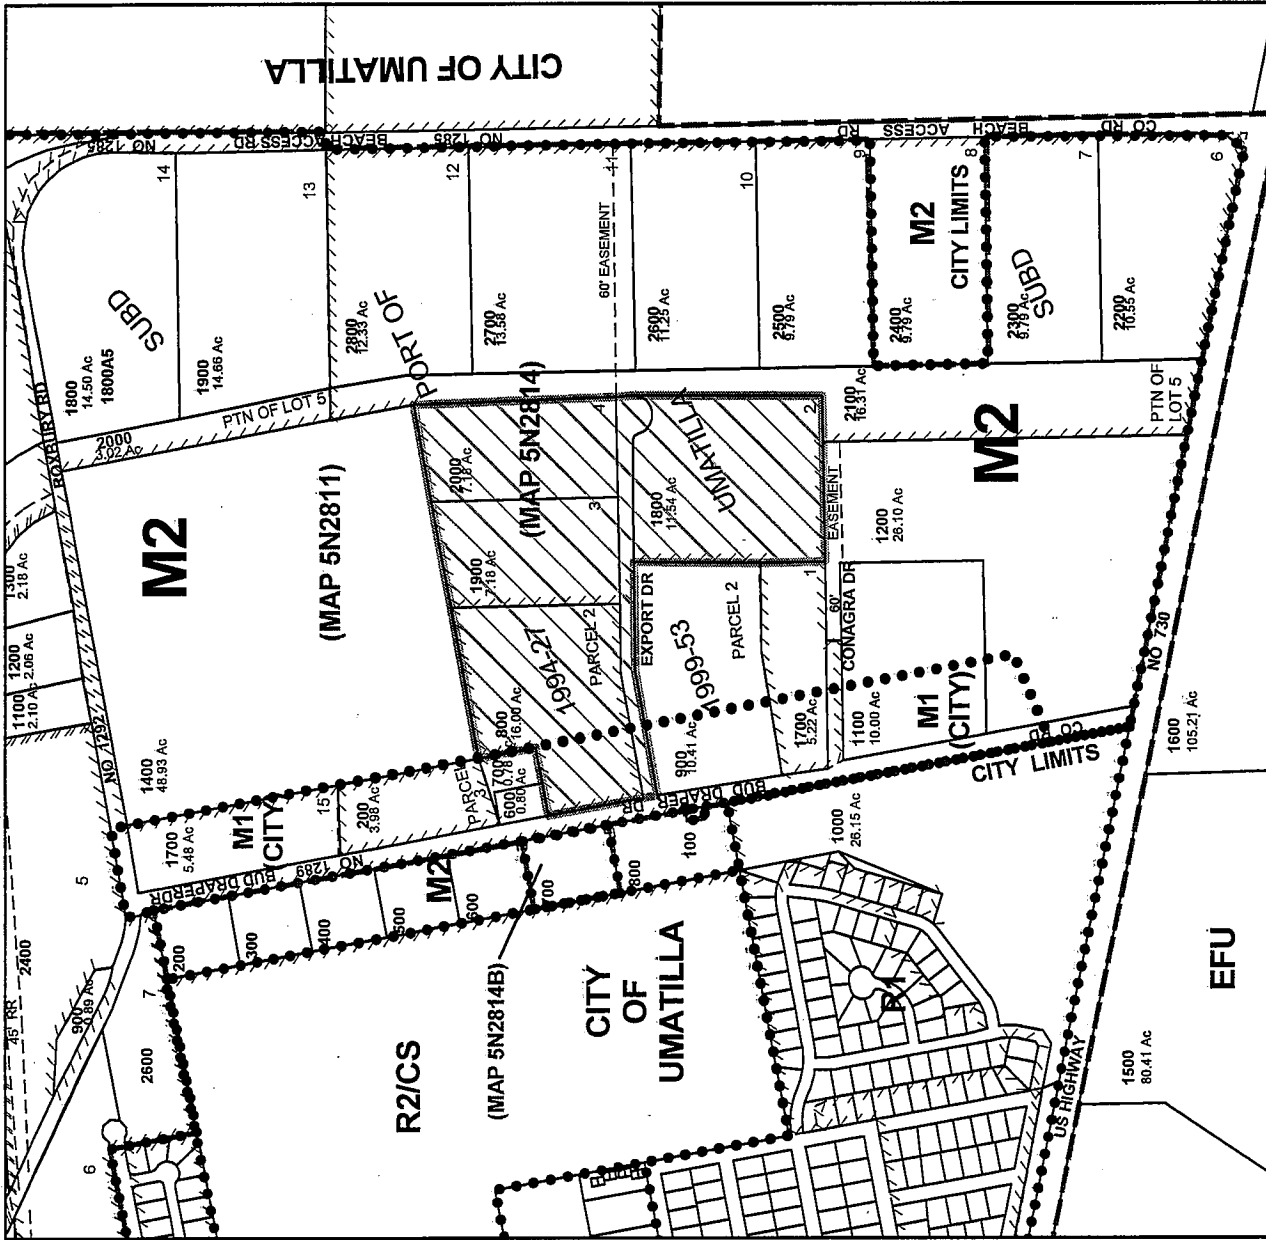 CITY OF UMATILLA
NO 1285
ACCESS RD
BEACH
NO 1285
RD
ACCESS
BEACH
CO RD
14
13
12
11
10
9
8
7
6
SUBD
1800
14.50 Ac
1800A5
1900
14.66 Ac
2800
12.33 Ac
PORT OF
2700
13.58 Ac
60' EASEMENT
2600
11.25 Ac
2500
9.79 Ac
2400
9.79 Ac
M2
CITY LIMITS
2300
9.79 Ac
SUBD
2200
10.55 Ac
ROXBURY RD
2000
3.02 Ac
PTN OF LOT 5
2100
16.31 Ac
PTN OF
LOT 5
M2
M2
(MAP 5N2811)
(MAP 5N2814)
2000
7.18 Ac
4
1900
7.18 Ac
3
1800
11.54 Ac
UMATILLA
2
EASEMENT
1200
26.10 Ac
1300
2.18 Ac
1200
2.06 Ac
1100
2.10 Ac
NO 1292
1400
48.93 Ac
1994-27
PARCEL 2
800
16.00 Ac
EXPORT DR
1999-53
PARCEL 2
1
60'
CONAGRA DR
900
10.41 Ac
1700
5.22 Ac
1100
10.00 Ac
M1
(CITY)
NO 730
CO RD
CITY LIMITS
1600
105.21 Ac
1700
5.48 Ac
M1
(CITY
15
200
3.98 Ac
PARCEL
3
700
0.78
600
0.80 Ac
BUD DRAPER
DR
BUD DRAPER
DR
NO 1289
M2
200
300
400
500
600
700
800
100
1000
26.15 Ac
5
2400
45' RR
900
0.89 Ac
7
2600
6
R2/CS
(MAP 5N2814B)
CITY
OF
UMATILLA
R1
US HIGHWAY
1500
80.41 Ac
EFU